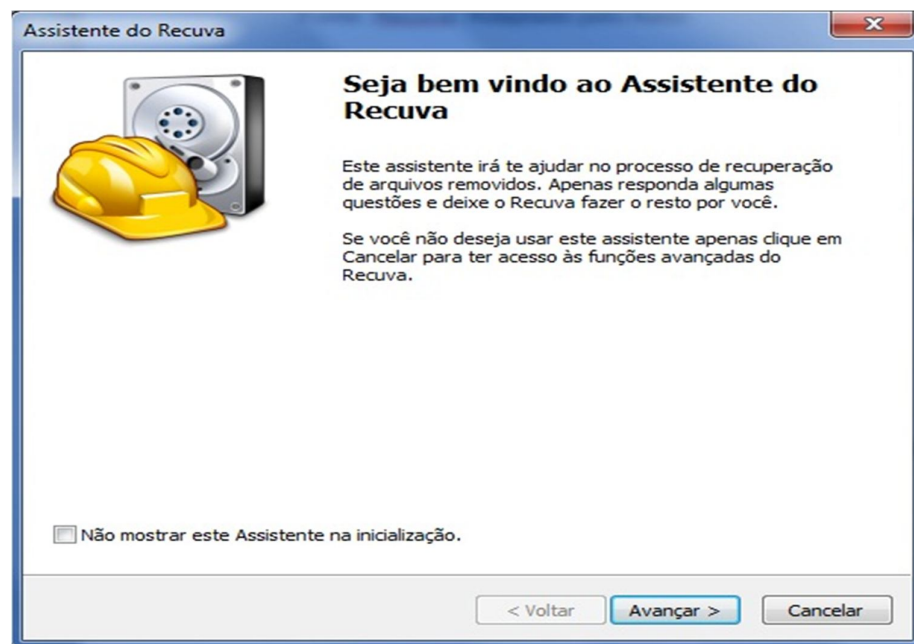 Assistente do Recuva
Seja bem vindo ao Assistente do
Recuva
Este assistente irá te ajudar no processo de recuperação
de arquivos removidos. Apenas responda algumas
questões e deixe o Recuva fazer o resto por você.
Se você não deseja usar este assistente apenas clique em
Cancelar para ter acesso às funções avançadas do
Recuva.
Não mostrar este Assistente na inicialização.
< Voltar
Avançar >
Cancelar